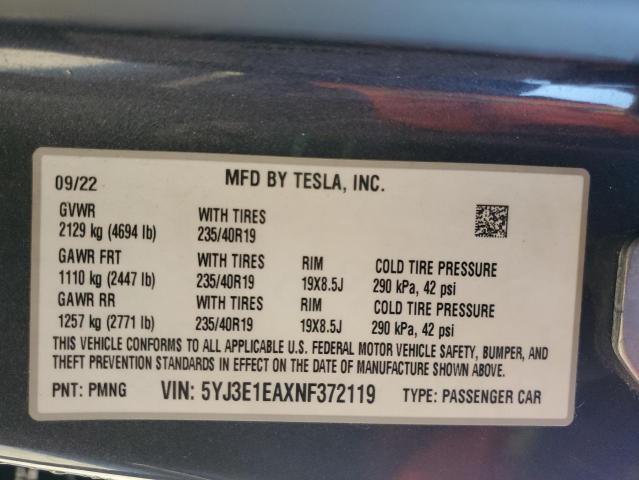 09/22 MFD BY TESLA, INC.
GVWR WITH TIRES
2129 kg (4694 lb) 235/40R19
GAWR FRT WITH TIRES RIM COLD TIRE PRESSURE
1110 kg (2447 lb) 235/40R19 19X8.5J 290 kPa, 42 psi
GAWR RR WITH TIRES RIM COLD TIRE PRESSURE
1257 kg (2771 lb) 235/40R19 19X8.5J 290 kPa, 42 psi
THIS VEHICLE CONFORMS TO ALL APPLICABLE U.S. FEDERAL MOTOR VEHICLE SAFETY, BUMPER, AND
THEFT PREVENTION STANDARDS IN EFFECT ON THE DATE OF MANUFACTURE SHOWN ABOVE.
PNT: PMNG VIN: 5YJ3E1EAXNF372119 TYPE: PASSENGER CAR